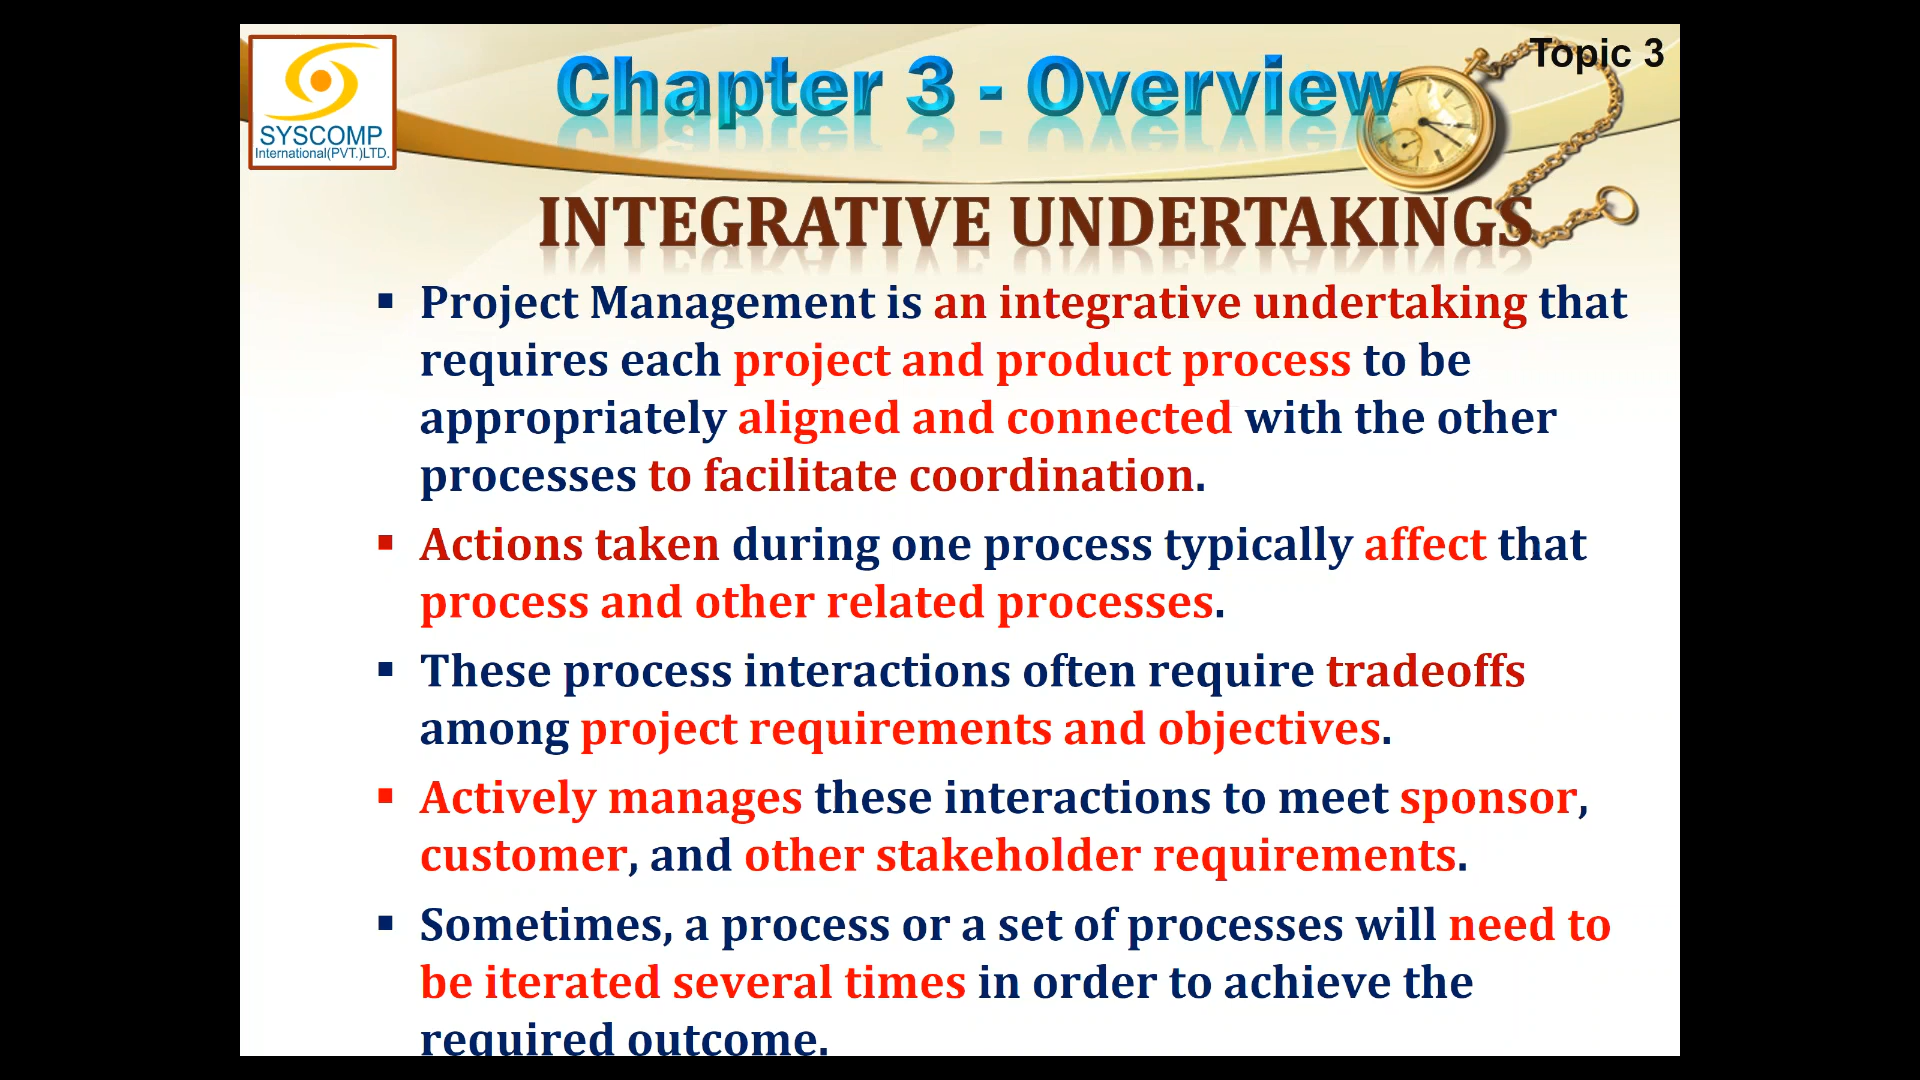 Topic 3
Chapter 3 - Overview
SYSCOMP
International(PVT.)LTD.
INTEGRATIVE UNDERTAKINGS
▪ Project Management is an integrative undertaking that
requires each project and product process to be
appropriately aligned and connected with the other
processes to facilitate coordination.
▪ Actions taken during one process typically affect that
process and other related processes.
▪ These process interactions often require tradeoffs
among project requirements and objectives.
▪ Actively manages these interactions to meet sponsor,
customer, and other stakeholder requirements.
▪ Sometimes, a process or a set of processes will need to
be iterated several times in order to achieve the
required outcome.